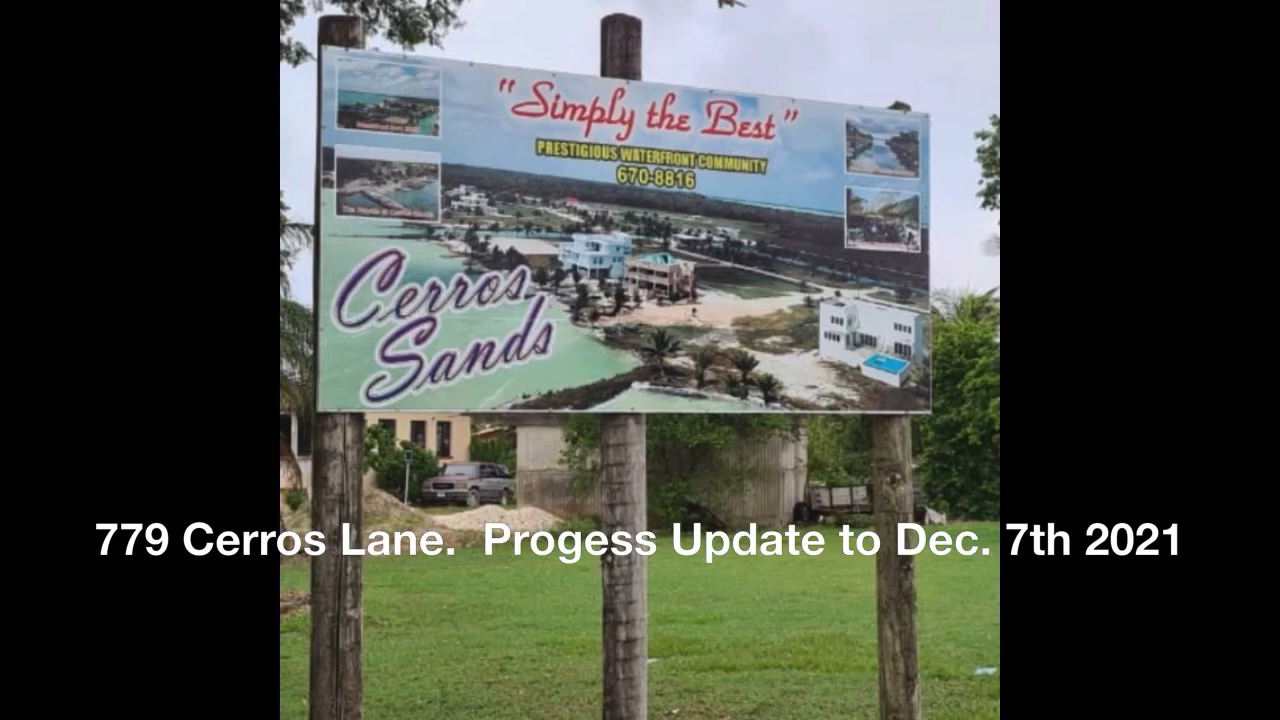 "Simply the Best"
PRESTIGIOUS WATERFRONT COMMUNITY
670-8816
Cerros
Sands
779 Cerros Lane.  Progess Update to Dec. 7th 2021